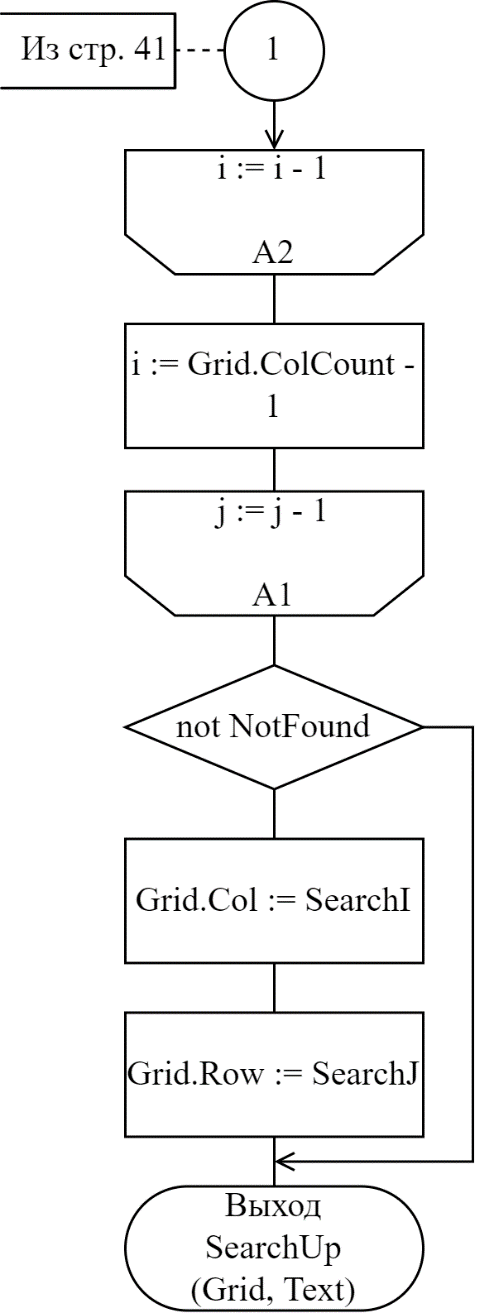 Из стр. 41
1
i := i - 1
A2
i := Grid.ColCount -
1
j := j - 1
A1
not NotFound
Grid.Col := SearchI
Grid.Row := SearchJ
Выход
SearchUp
(Grid, Text)